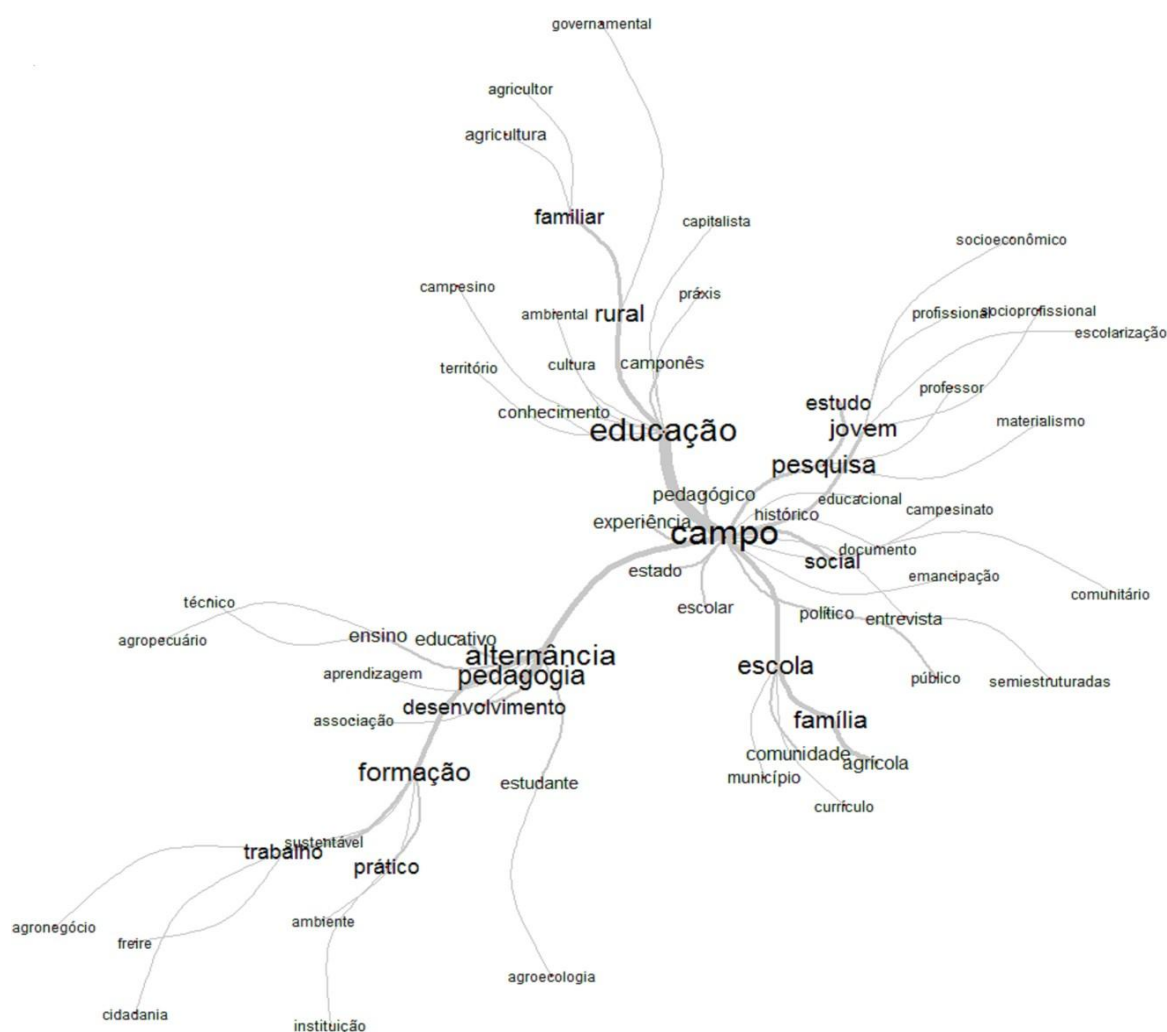 governamental
agricultor
agricultura
familiar
capitalista
socioeconômico
campesino
práxis
ambiental
rural
profissional
socioprofissional
escolarização
território
cultura
camponês
professor
estudo
conhecimento
materialismo
educação
jovem
pesquisa
pedagógico
educacional
experiência
histórico
campesinato
campo
documento
social
estado
emancipação
comunitário
técnico
escolar
político
entrevista
agropecuário
ensino
educativo
alternância
escola
aprendizagem
pedagogia
público
semiestruturadas
desenvolvimento
associação
família
comunidade
agrícola
formação
estudante
município
currículo
sustentável
trabalho
prático
agronegócio
ambiente
freire
agroecologia
cidadania
instituição